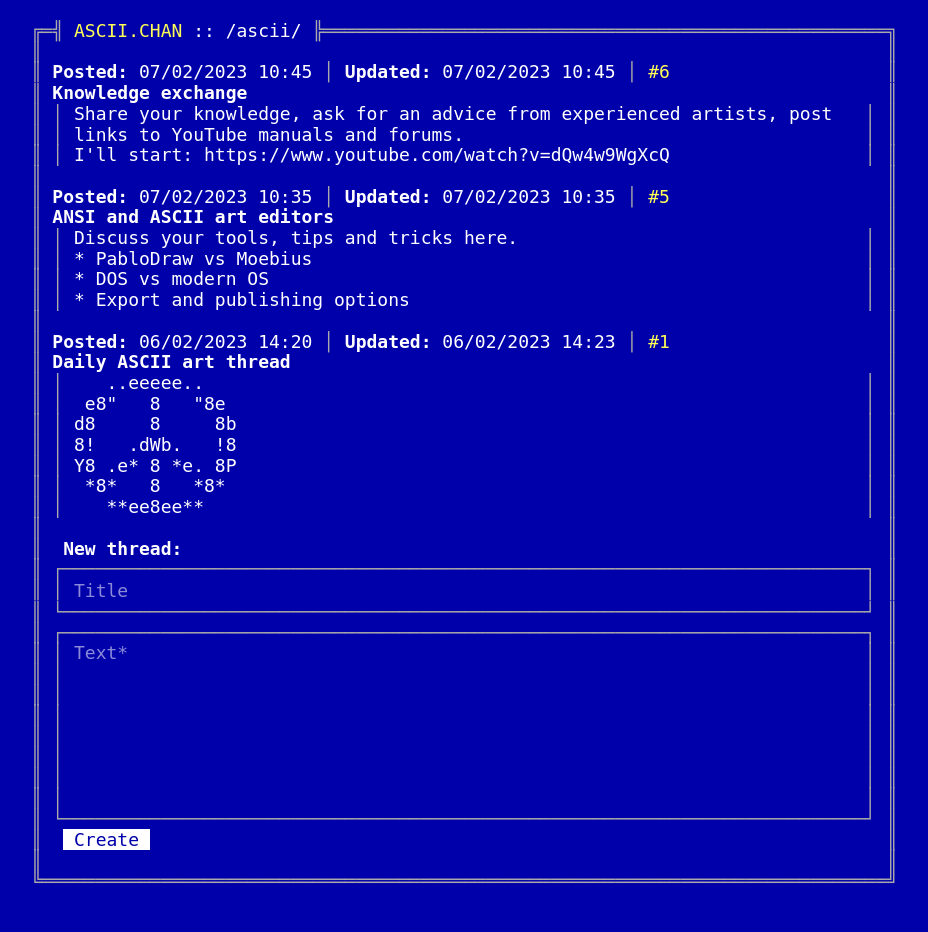 ASCII.CHAN :: /ascii/
Posted: 07/02/2023 10:45 │ Updated: 07/02/2023 10:45 │ #6
Knowledge exchange
Share your knowledge, ask for an advice from experienced artists, post
links to YouTube manuals and forums.
I'll start: https://www.youtube.com/watch?v=dQw4w9WgXcQ
Posted: 07/02/2023 10:35 │ Updated: 07/02/2023 10:35 │ #5
ANSI and ASCII art editors
Discuss your tools, tips and tricks here.
* PabloDraw vs Moebius
* DOS vs modern OS
* Export and publishing options
Posted: 06/02/2023 14:20 │ Updated: 06/02/2023 14:23 │ #1
Daily ASCII art thread
   ..eeeee..
 e8"   8   "8e
d8     8     8b
8!   .dWb.   !8
Y8 .e* 8 *e. 8P
 *8*   8   *8*
   **ee8ee**
New thread:
Title
Text*
Create